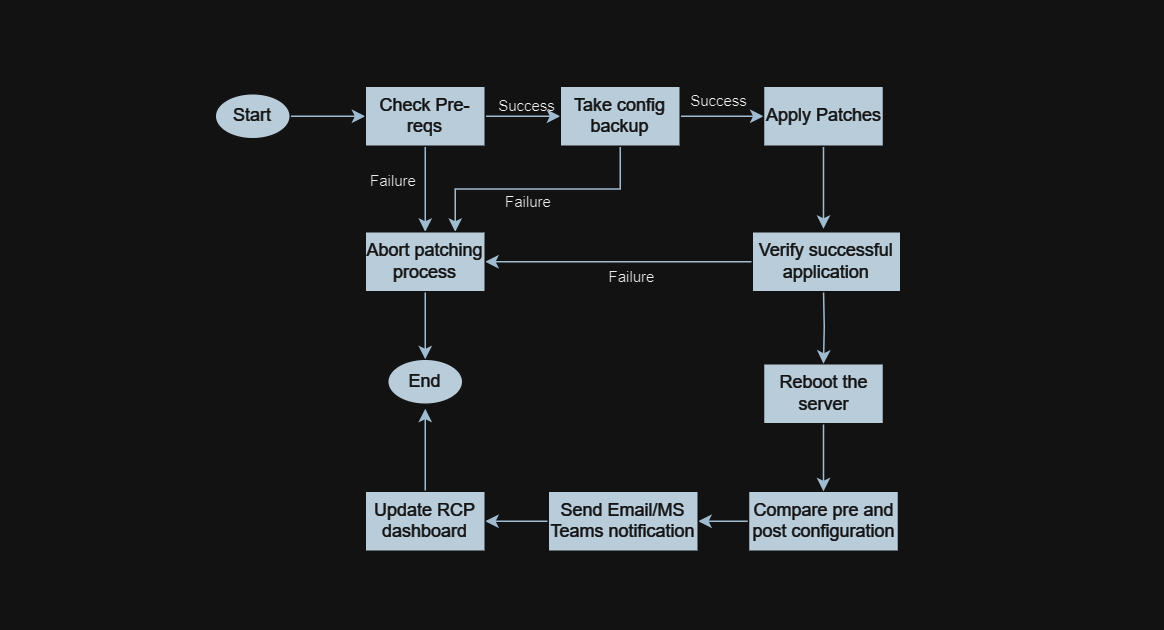 Start
Check Pre-
reqs
Success
Take config
backup
Success
Apply Patches
Failure
Failure
Abort patching
process
Failure
Verify successful
application
End
Reboot the
server
Update RCP
dashboard
Send Email/MS
Teams notification
Compare pre and
post configuration